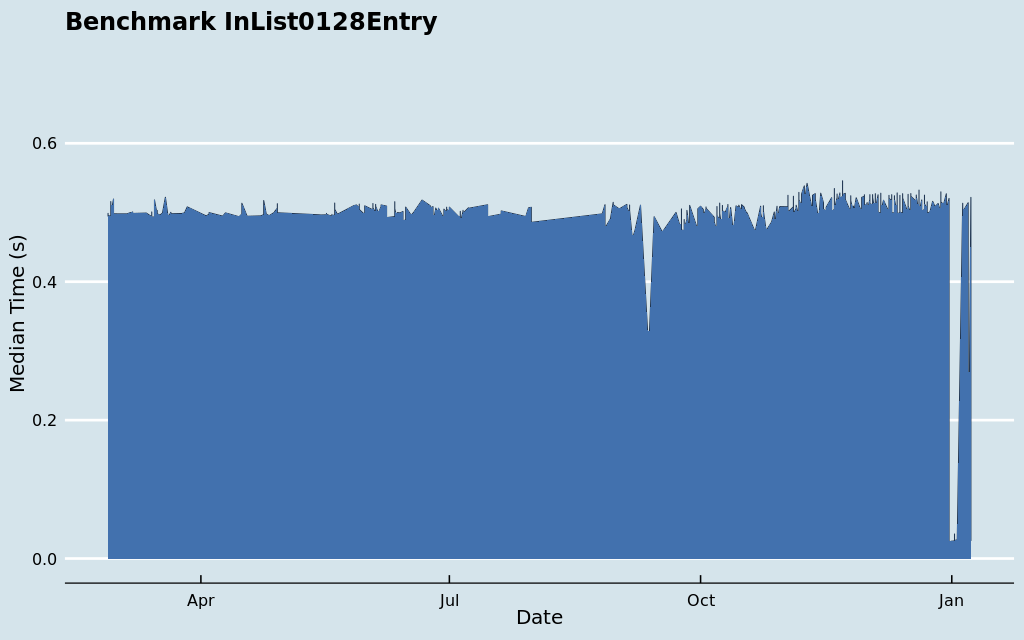 Benchmark InList0128Entry
0.6
0.4
0.2
0.0
Median Time (s)
Apr
Jul
Oct
Jan
Date